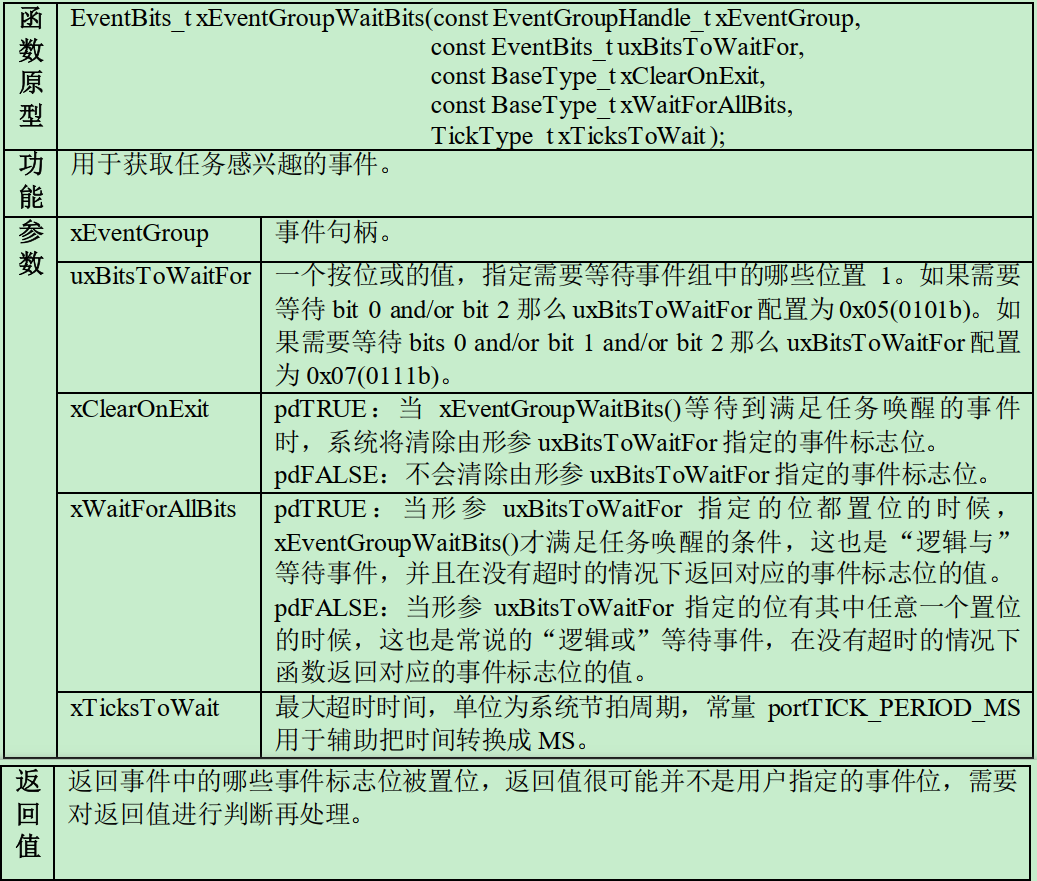 函数原型
EventBits_t xEventGroupWaitBits(const EventGroupHandle_t xEventGroup,
const EventBits_t uxBitsToWaitFor,
const BaseType_t xClearOnExit,
const BaseType_t xWaitForAllBits,
TickType_t xTicksToWait );
功能
用于获取任务感兴趣的事件。
参数
xEventGroup
事件句柄。
uxBitsToWaitFor
一个按位或的值，指定需要等待事件组中的哪些位置 1。如果需要
等待 bit 0 and/or bit 2 那么 uxBitsToWaitFor 配置为 0x05(0101b)。如
果需要等待 bits 0 and/or bit 1 and/or bit 2 那么 uxBitsToWaitFor 配置
为 0x07(0111b)。
xClearOnExit
pdTRUE：当 xEventGroupWaitBits()等待到满足任务唤醒的事件
时，系统将清除由形参 uxBitsToWaitFor 指定的事件标志位。
pdFALSE：不会清除由形参 uxBitsToWaitFor 指定的事件标志位。
xWaitForAllBits
pdTRUE：当形参 uxBitsToWaitFor 指定的位都置位的时候，
xEventGroupWaitBits()才满足任务唤醒的条件，这也是“逻辑与”
等待事件，并且在没有超时的情况下返回对应的事件标志位的值。
pdFALSE：当形参 uxBitsToWaitFor 指定的位有其中任意一个置位
的时候，这也是常说的“逻辑或”等待事件，在没有超时的情况下
函数返回对应的事件标志位的值。
xTicksToWait
最大超时时间，单位为系统节拍周期，常量 portTICK_PERIOD_MS
用于辅助把时间转换成 MS。
返回值
返回事件中的哪些事件标志位被置位，返回值很可能并不是用户指定的事件位，需要
对返回值进行判断再处理。